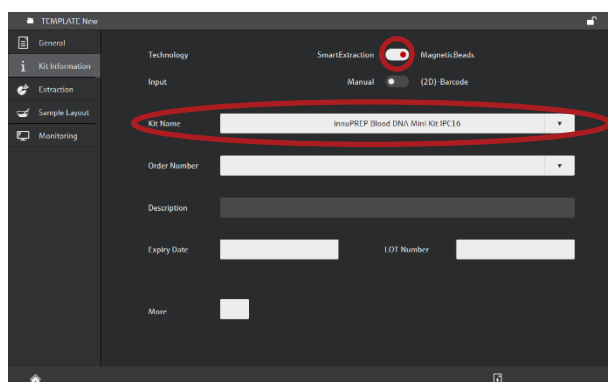 TEMPLATE New
General
Kit Information
Extraction
Sample Layout
Monitoring
Technology SmartExtraction MagneticBeads
Input Manual (2D)-Barcode
Kit Name innuPREP Blood DNA Mini Kit IPC16
Order Number
Description
Expiry Date LOT Number
More